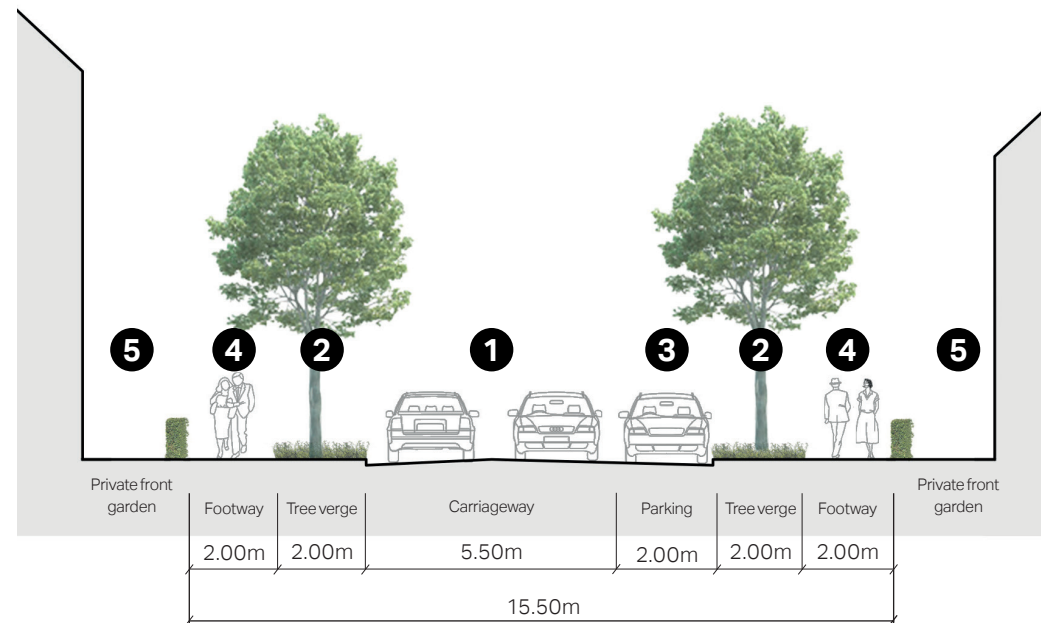 5
4
2
1
3
2
4
5
Private front
garden
Footway
Tree verge
Carriageway
Parking
Tree verge
Footway
Private front
garden
2.00m
2.00m
5.50m
2.00m
2.00m
2.00m
15.50m